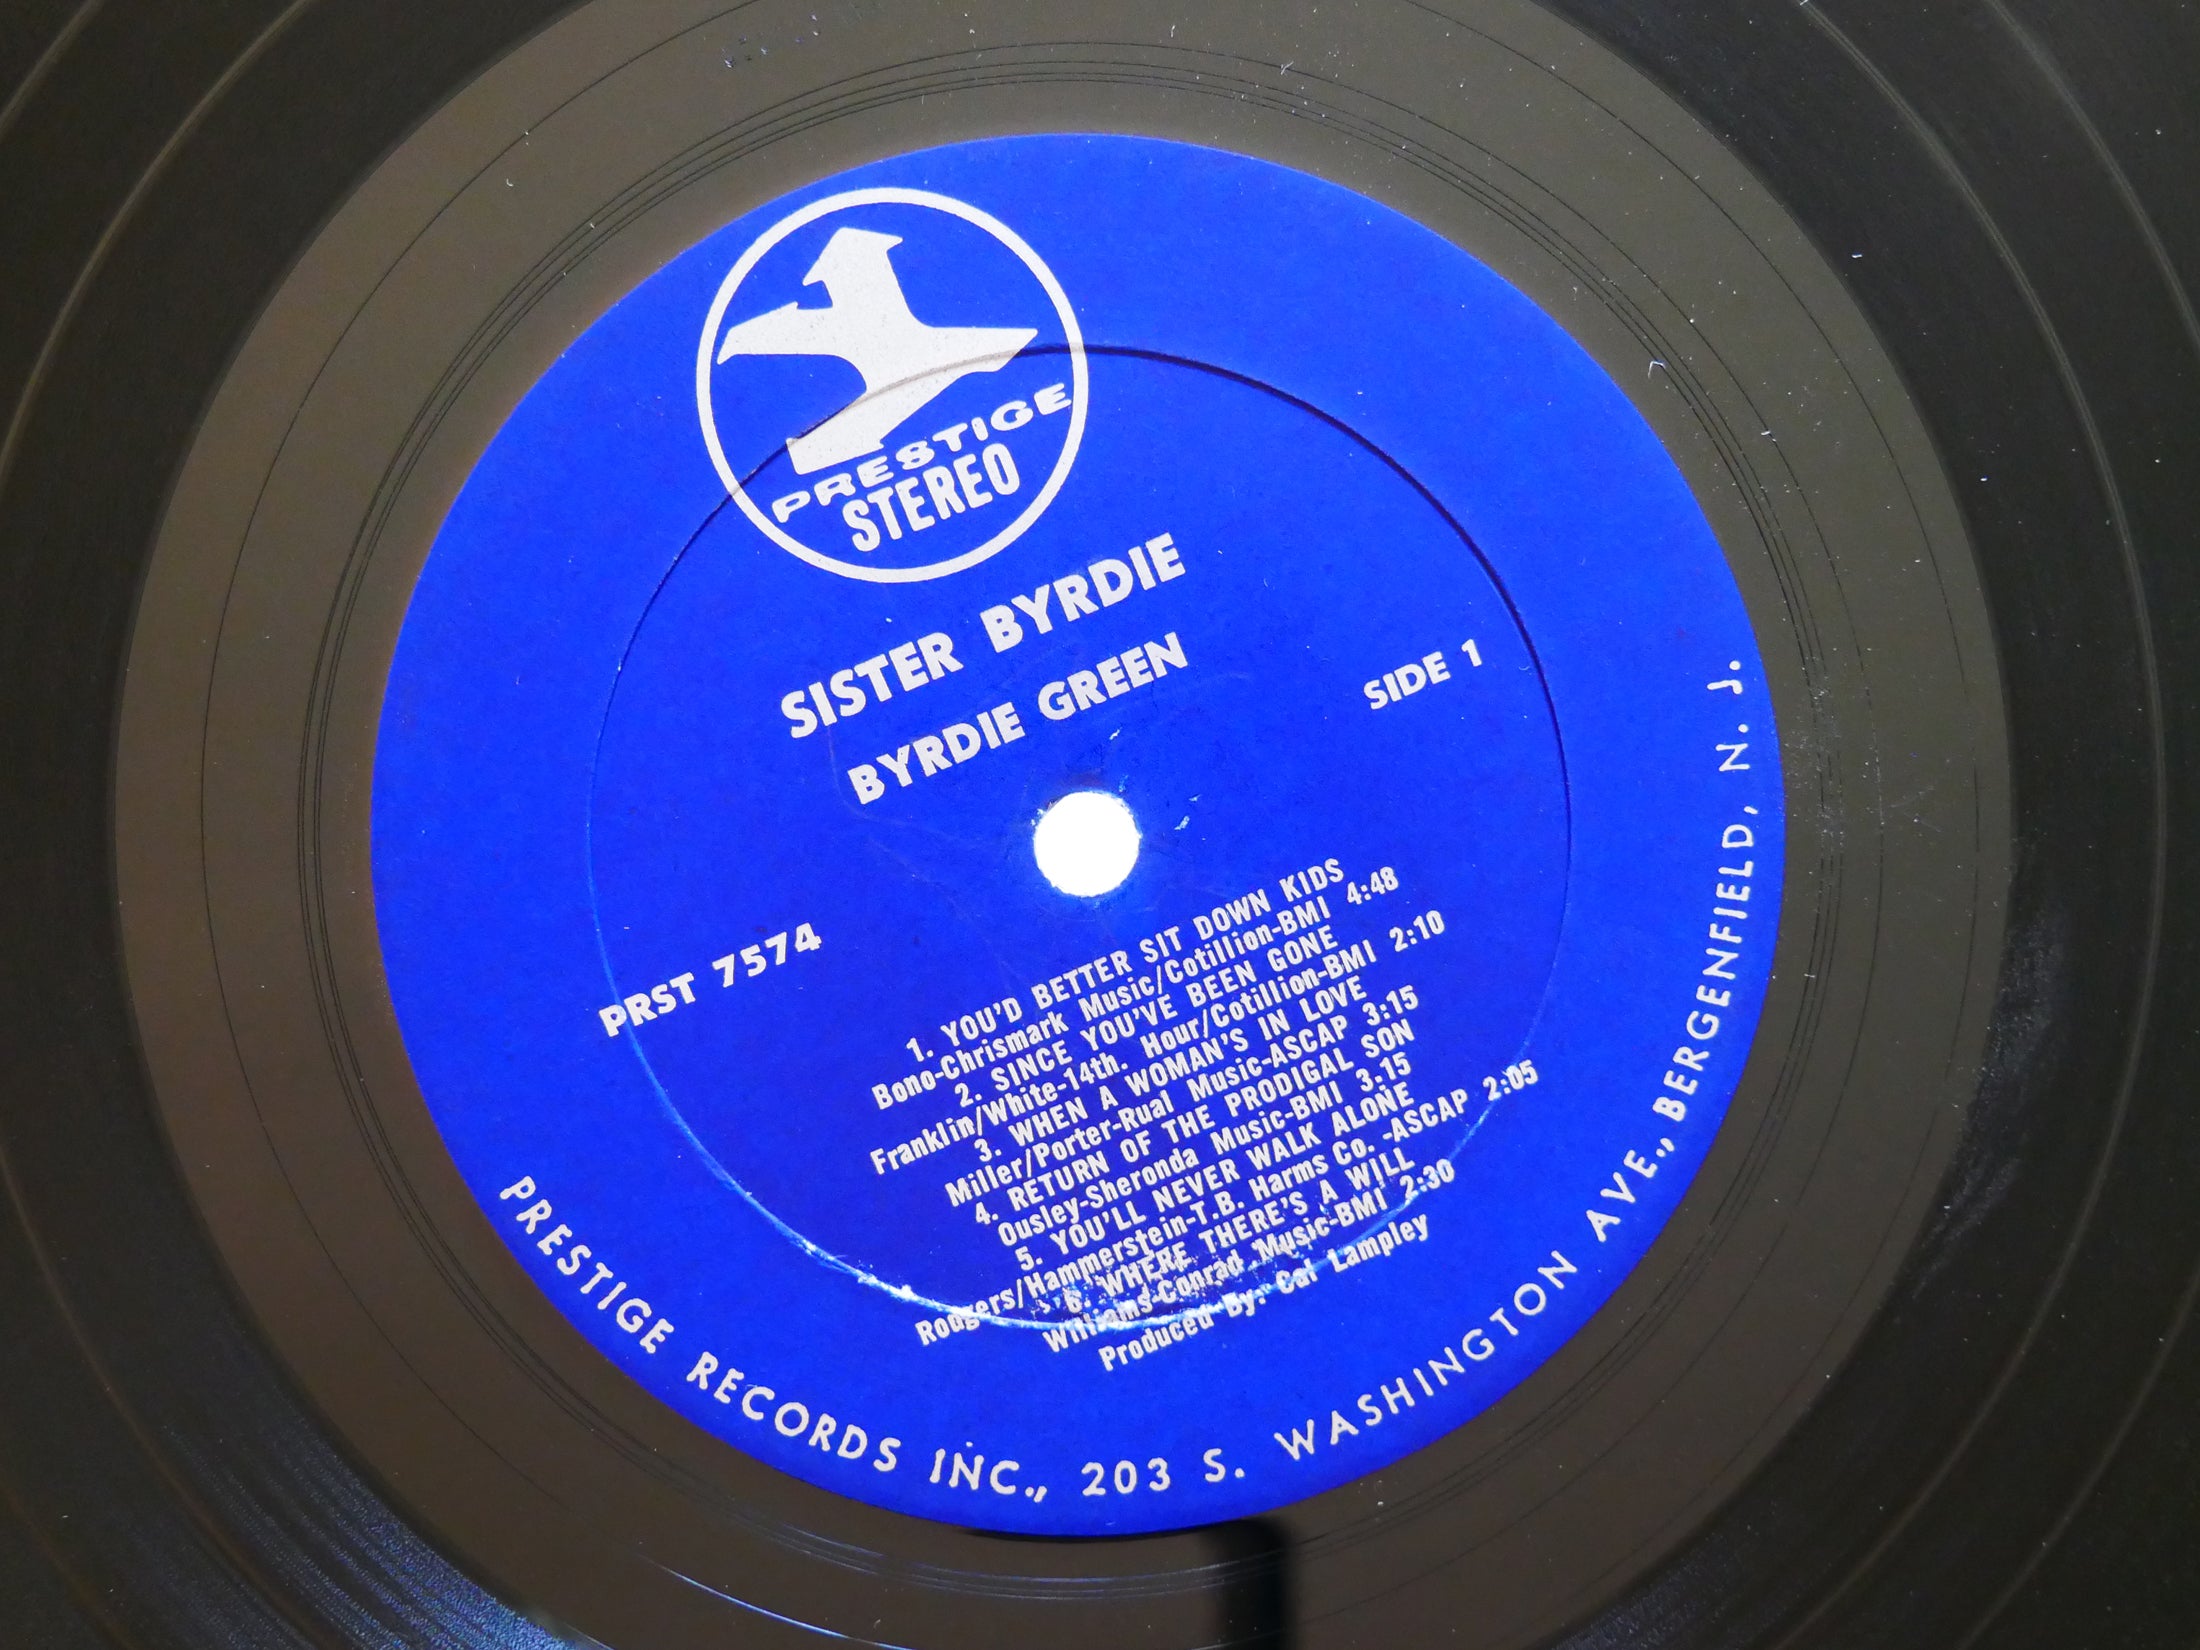 PRESTIGE
STEREO
SISTER BYRDIE
BYRDIE GREEN
SIDE 1
PRST 7574
1. YOU'D BETTER SIT DOWN KIDS
Bono-Chrismark Music/Cotillion-BMI 4:48
2. SINCE YOU'VE BEEN GONE
Franklin/White-14th. Hour/Cotillion-BMI 2:10
3. WHEN A WOMAN'S IN LOVE
Miller/Porter-Rual Music-ASCAP 3:15
4. RETURN OF THE PRODIGAL SON
Ousley-Sheronda Music-BMI 3:15
5. YOU'LL NEVER WALK ALONE
Rodgers/Hammerstein-T.B. Harms Co. -ASCAP 2:05
6. WHERE THERE'S A WILL
Williams-Conrad Music-BMI 2:30
Produced By: Cal Lampley
PRESTIGE RECORDS INC., 203 S. WASHINGTON AVE., BERGENFIELD, N. J.